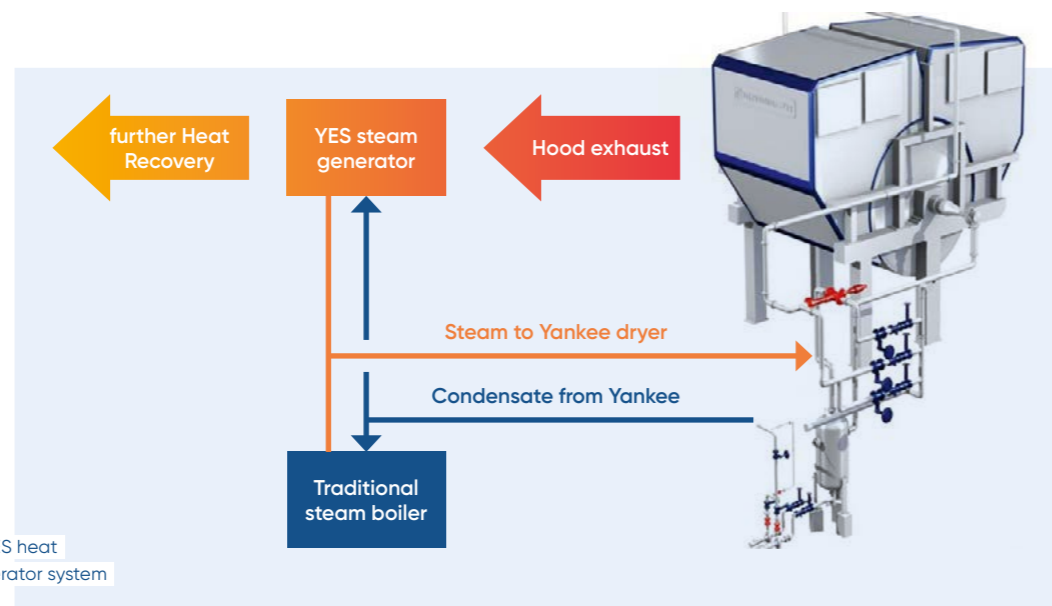 further Heat
Recovery
YES steam
generator
Hood exhaust
Steam to Yankee dryer
Condensate from Yankee
Traditional
steam boiler
S heat
rator system